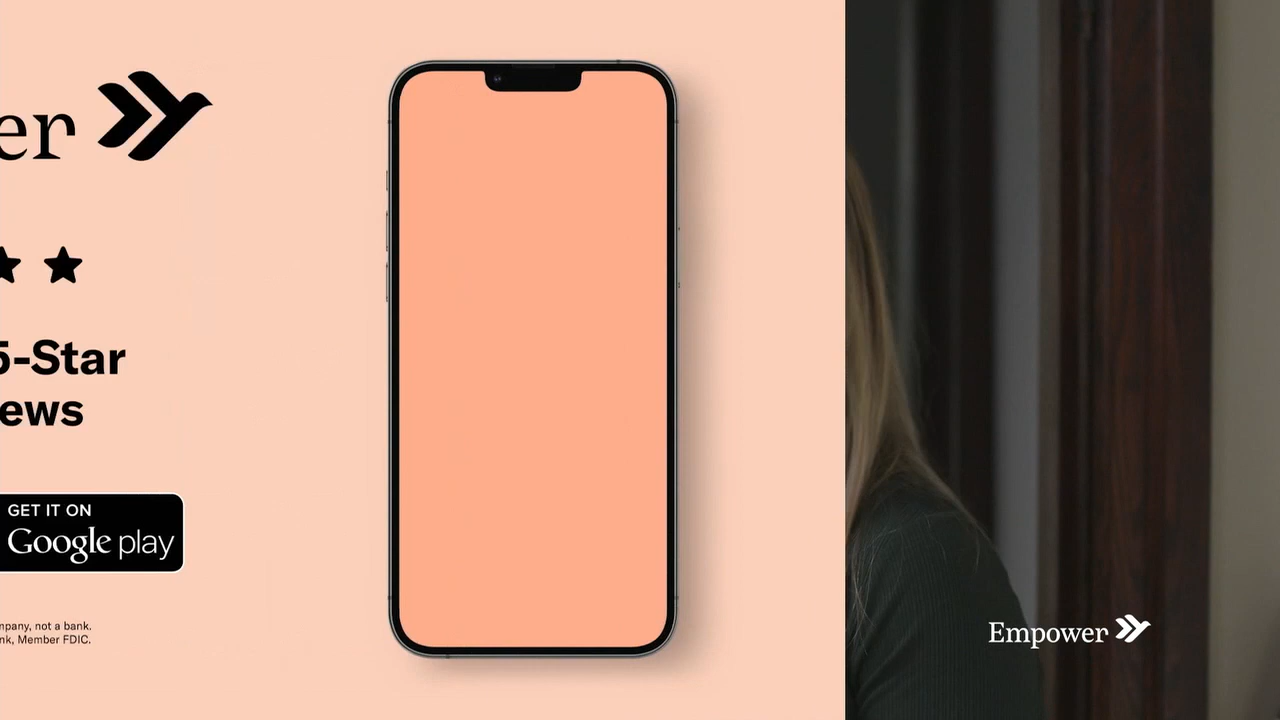 er
5-Star
ews
GET IT ON
Google play
mpany, not a bank.
nk, Member FDIC.
Empower